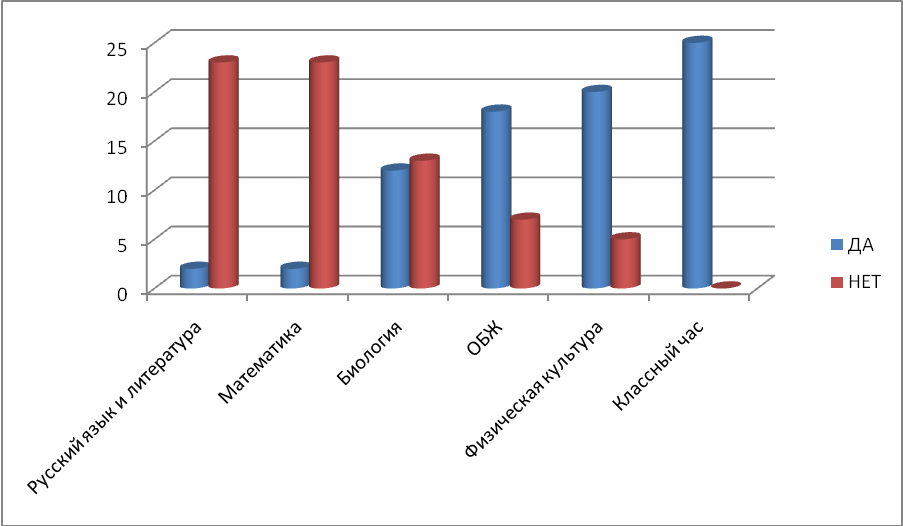 25
20
15
10
5
0
ДА
НЕТ
Русский язык и литература
Математика
Биология
ОБЖ
Физическая культура
Классный час